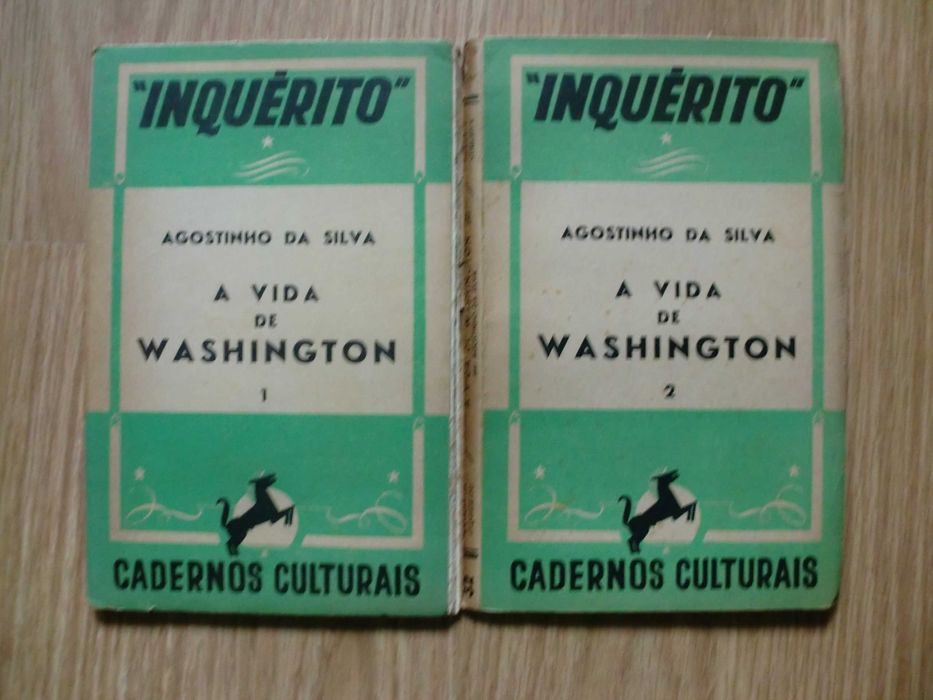 "INQUÉRITO"
AGOSTINHO DA SILVA
A VIDA
DE
WASHINGTON
1
CADERNOS CULTURAIS
"INQUÉRITO"
AGOSTINHO DA SILVA
A VIDA
DE
WASHINGTON
2
CADERNOS CULTURAIS
32